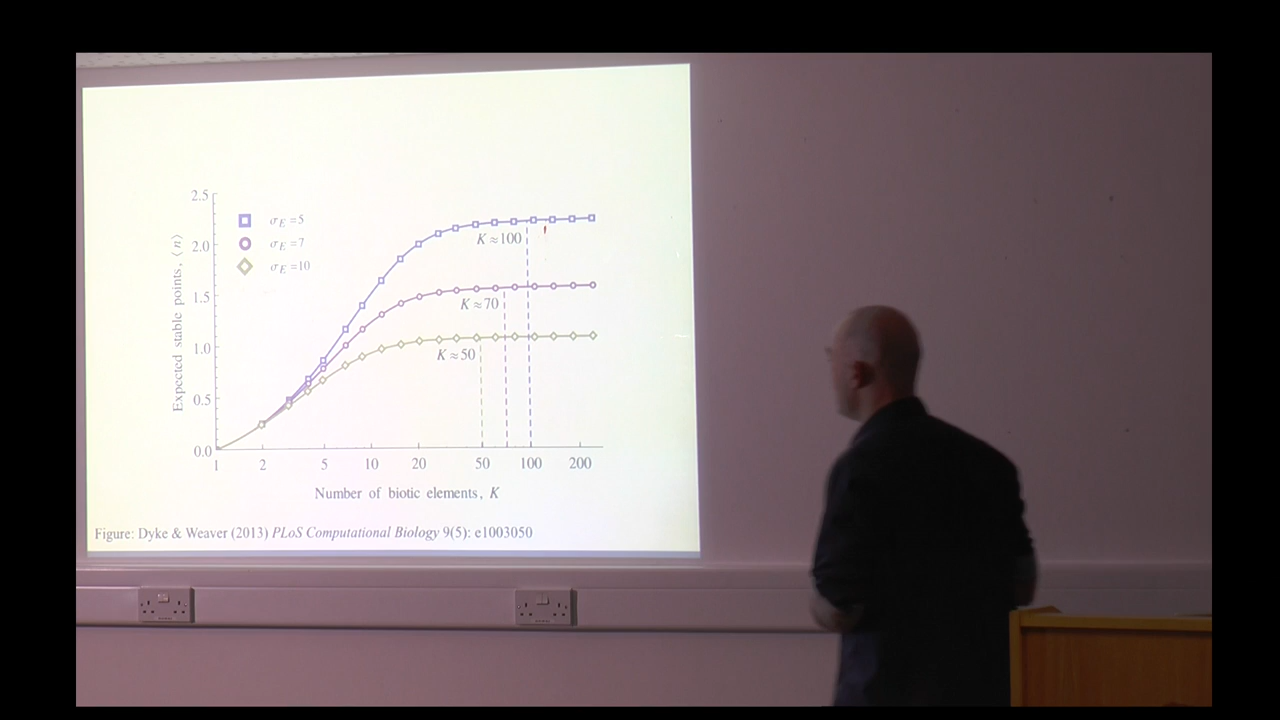 2.5
2.0
1.5
1.0
0.5
0.0
Expected stable points, ⟨n⟩
σE=5
σE=7
σE=10
K≈100
K≈70
K≈50
1 2 5 10 20 50 100 200
Number of biotic elements, K
Figure: Dyke & Weaver (2013) PLoS Computational Biology 9(5): e1003050